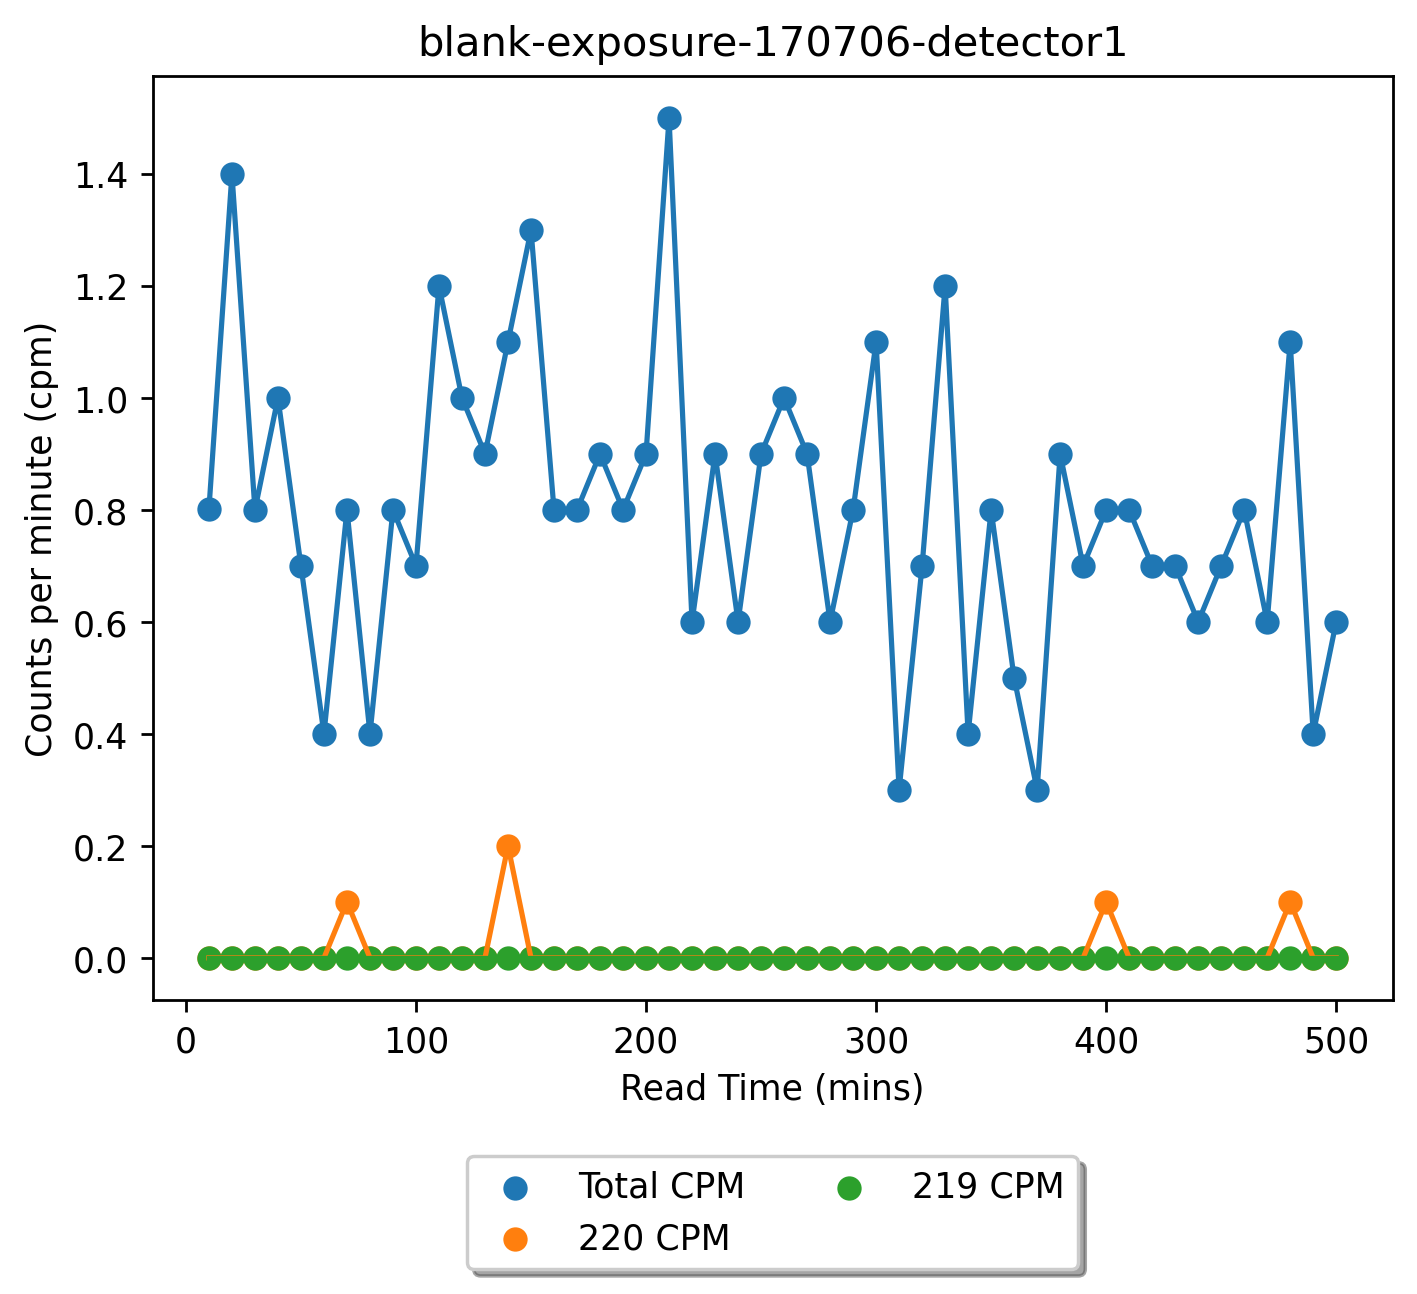 blank-exposure-170706-detector1
Counts per minute (cpm)
1.4
1.2
1.0
0.8
0.6
0.4
0.2
0.0
0 100 200 300 400 500
Read Time (mins)
Total CPM 219 CPM
220 CPM